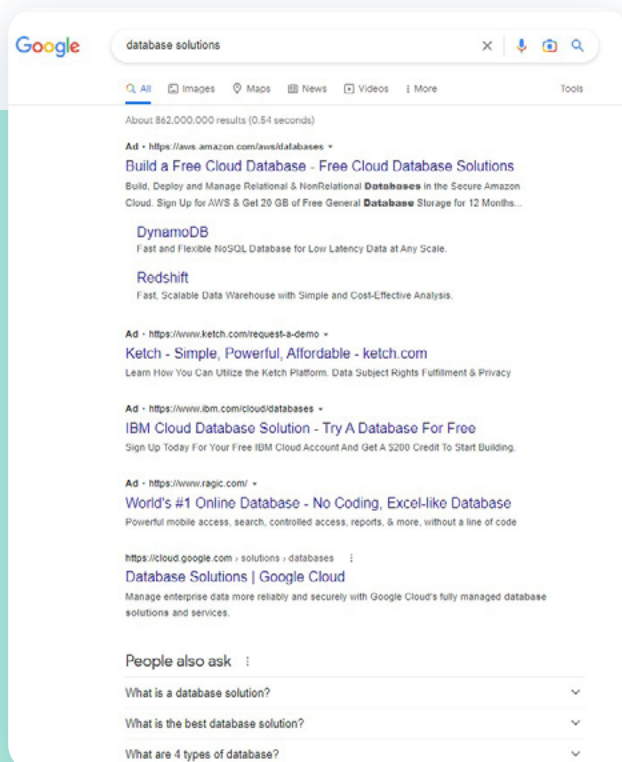 Google
database solutions
All Images Maps News Videos More Tools
About 862.000.000 results (0.54 seconds)
Ad · https://www.aws.amazon.com/aws/databases
Build a Free Cloud Database - Free Cloud Database Solutions
Build, Deploy and Manage Relational & NonRelational Databases in the Secure Amazon
Cloud. Sign Up for AWS & Get 20 GB of Free General Database Storage for 12 Months...
DynamoDB
Fast and Flexible NoSQL Database for Low Latency Data at Any Scale.
Redshift
Fast, Scalable Data Warehouse with Simple and Cost-Effective Analysis.
Ad · https://www.ketch.com/request-a-demo
Ketch - Simple, Powerful, Affordable - ketch.com
Learn How You Can Utilize the Ketch Platform. Data Subject Rights Fulfillment & Privacy
Ad · https://www.ibm.com/cloud/databases
IBM Cloud Database Solution - Try A Database For Free
Sign Up Today For Your Free IBM Cloud Account And Get A $200 Credit To Start Building.
Ad · https://www.ragic.com/
World's #1 Online Database - No Coding, Excel-like Database
Powerful mobile access, search, controlled access, reports, & more, without a line of code
https://cloud.google.com › solutions › databases
Database Solutions | Google Cloud
Manage enterprise data more reliably and securely with Google Cloud's fully managed database
solutions and services.
People also ask
What is a database solution?
What is the best database solution?
What are 4 types of database?